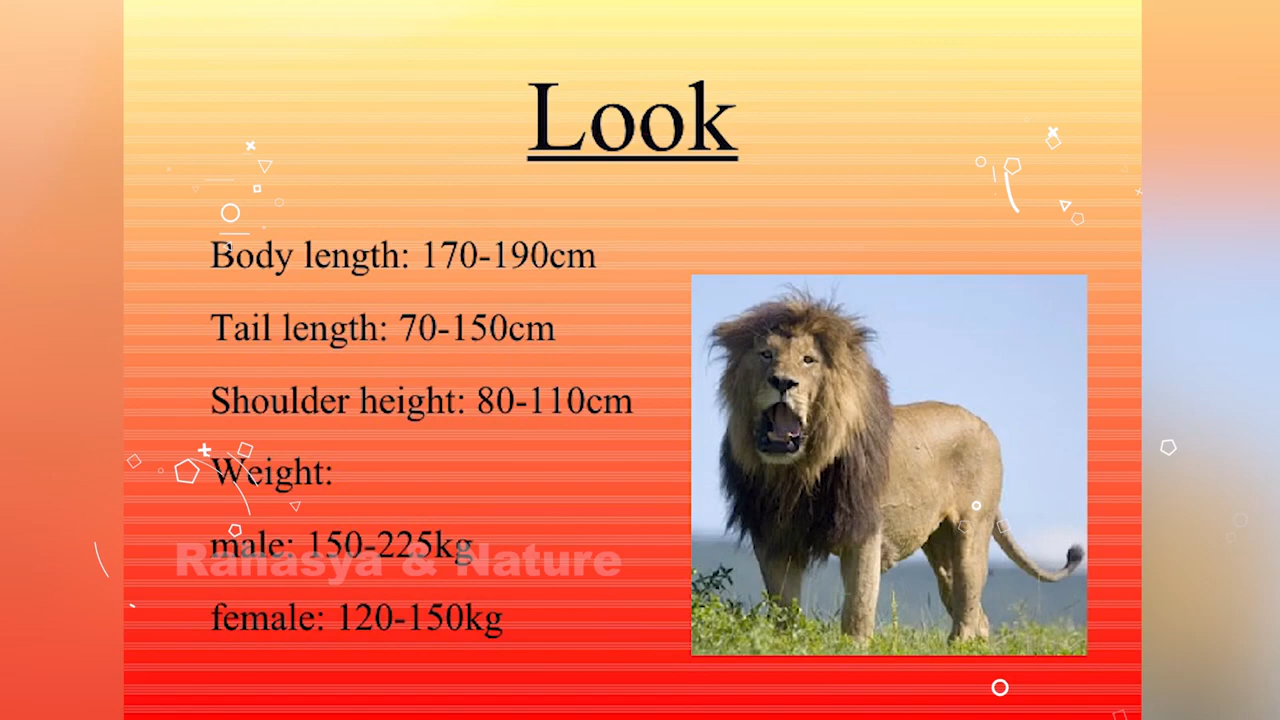 Look
Body length: 170-190cm
Tail length: 70-150cm
Shoulder height: 80-110cm
Weight:
male: 150-225kg
Ranasya & Nature
female: 120-150kg